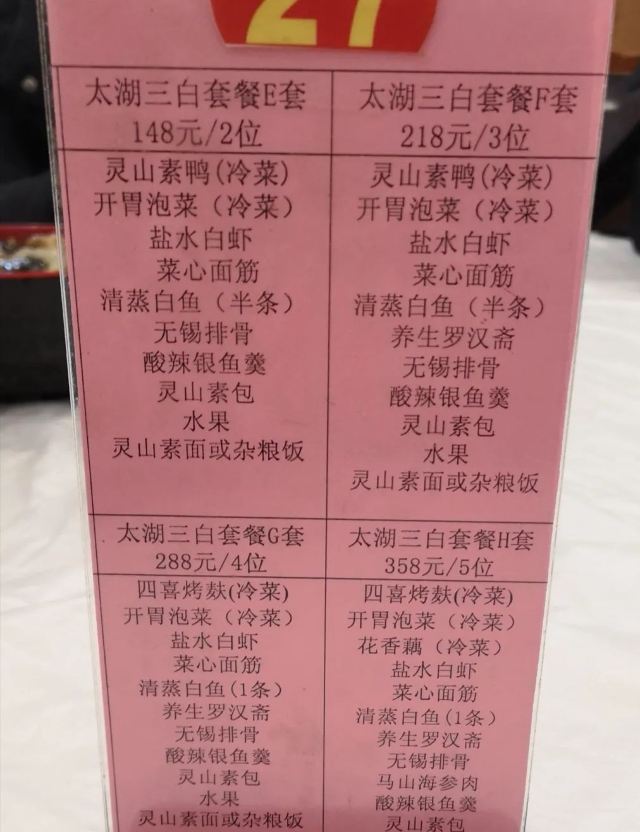 27
太湖三白套餐E套
148元/2位
灵山素鸭(冷菜)
开胃泡菜（冷菜）
盐水白虾
菜心面筋
清蒸白鱼（半条）
无锡排骨
酸辣银鱼羹
灵山素包
水果
灵山素面或杂粮饭
太湖三白套餐F套
218元/3位
灵山素鸭(冷菜)
开胃泡菜（冷菜）
盐水白虾
菜心面筋
清蒸白鱼（半条）
养生罗汉斋
无锡排骨
酸辣银鱼羹
灵山素包
水果
灵山素面或杂粮饭
太湖三白套餐G套
288元/4位
四喜烤麸(冷菜)
开胃泡菜（冷菜）
盐水白虾
菜心面筋
清蒸白鱼(1条）
养生罗汉斋
无锡排骨
酸辣银鱼羹
灵山素包
水果
灵山素面或杂粮饭
太湖三白套餐H套
358元/5位
四喜烤麸(冷菜)
开胃泡菜（冷菜）
花香藕（冷菜）
盐水白虾
菜心面筋
清蒸白鱼(1条）
养生罗汉斋
无锡排骨
马山海参肉
酸辣银鱼羹
灵山素包